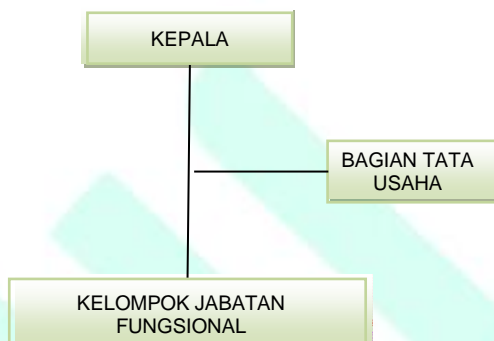 KEPALA
BAGIAN TATA
USAHA
KELOMPOK JABATAN
FUNGSIONAL